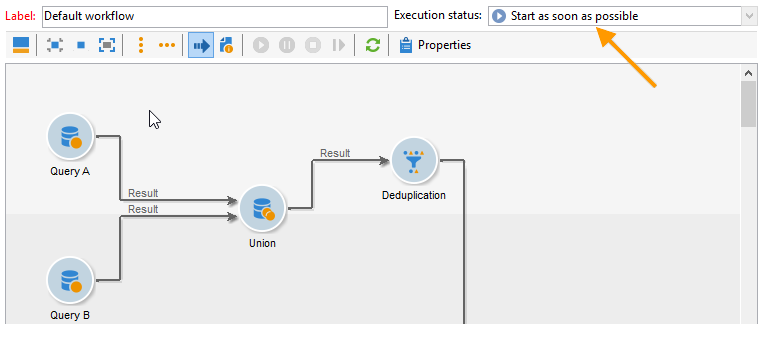 Label: Default workflow Execution status: Start as soon as possible
Properties
Query A
Result
Result
Result
Union
Deduplication
Query B